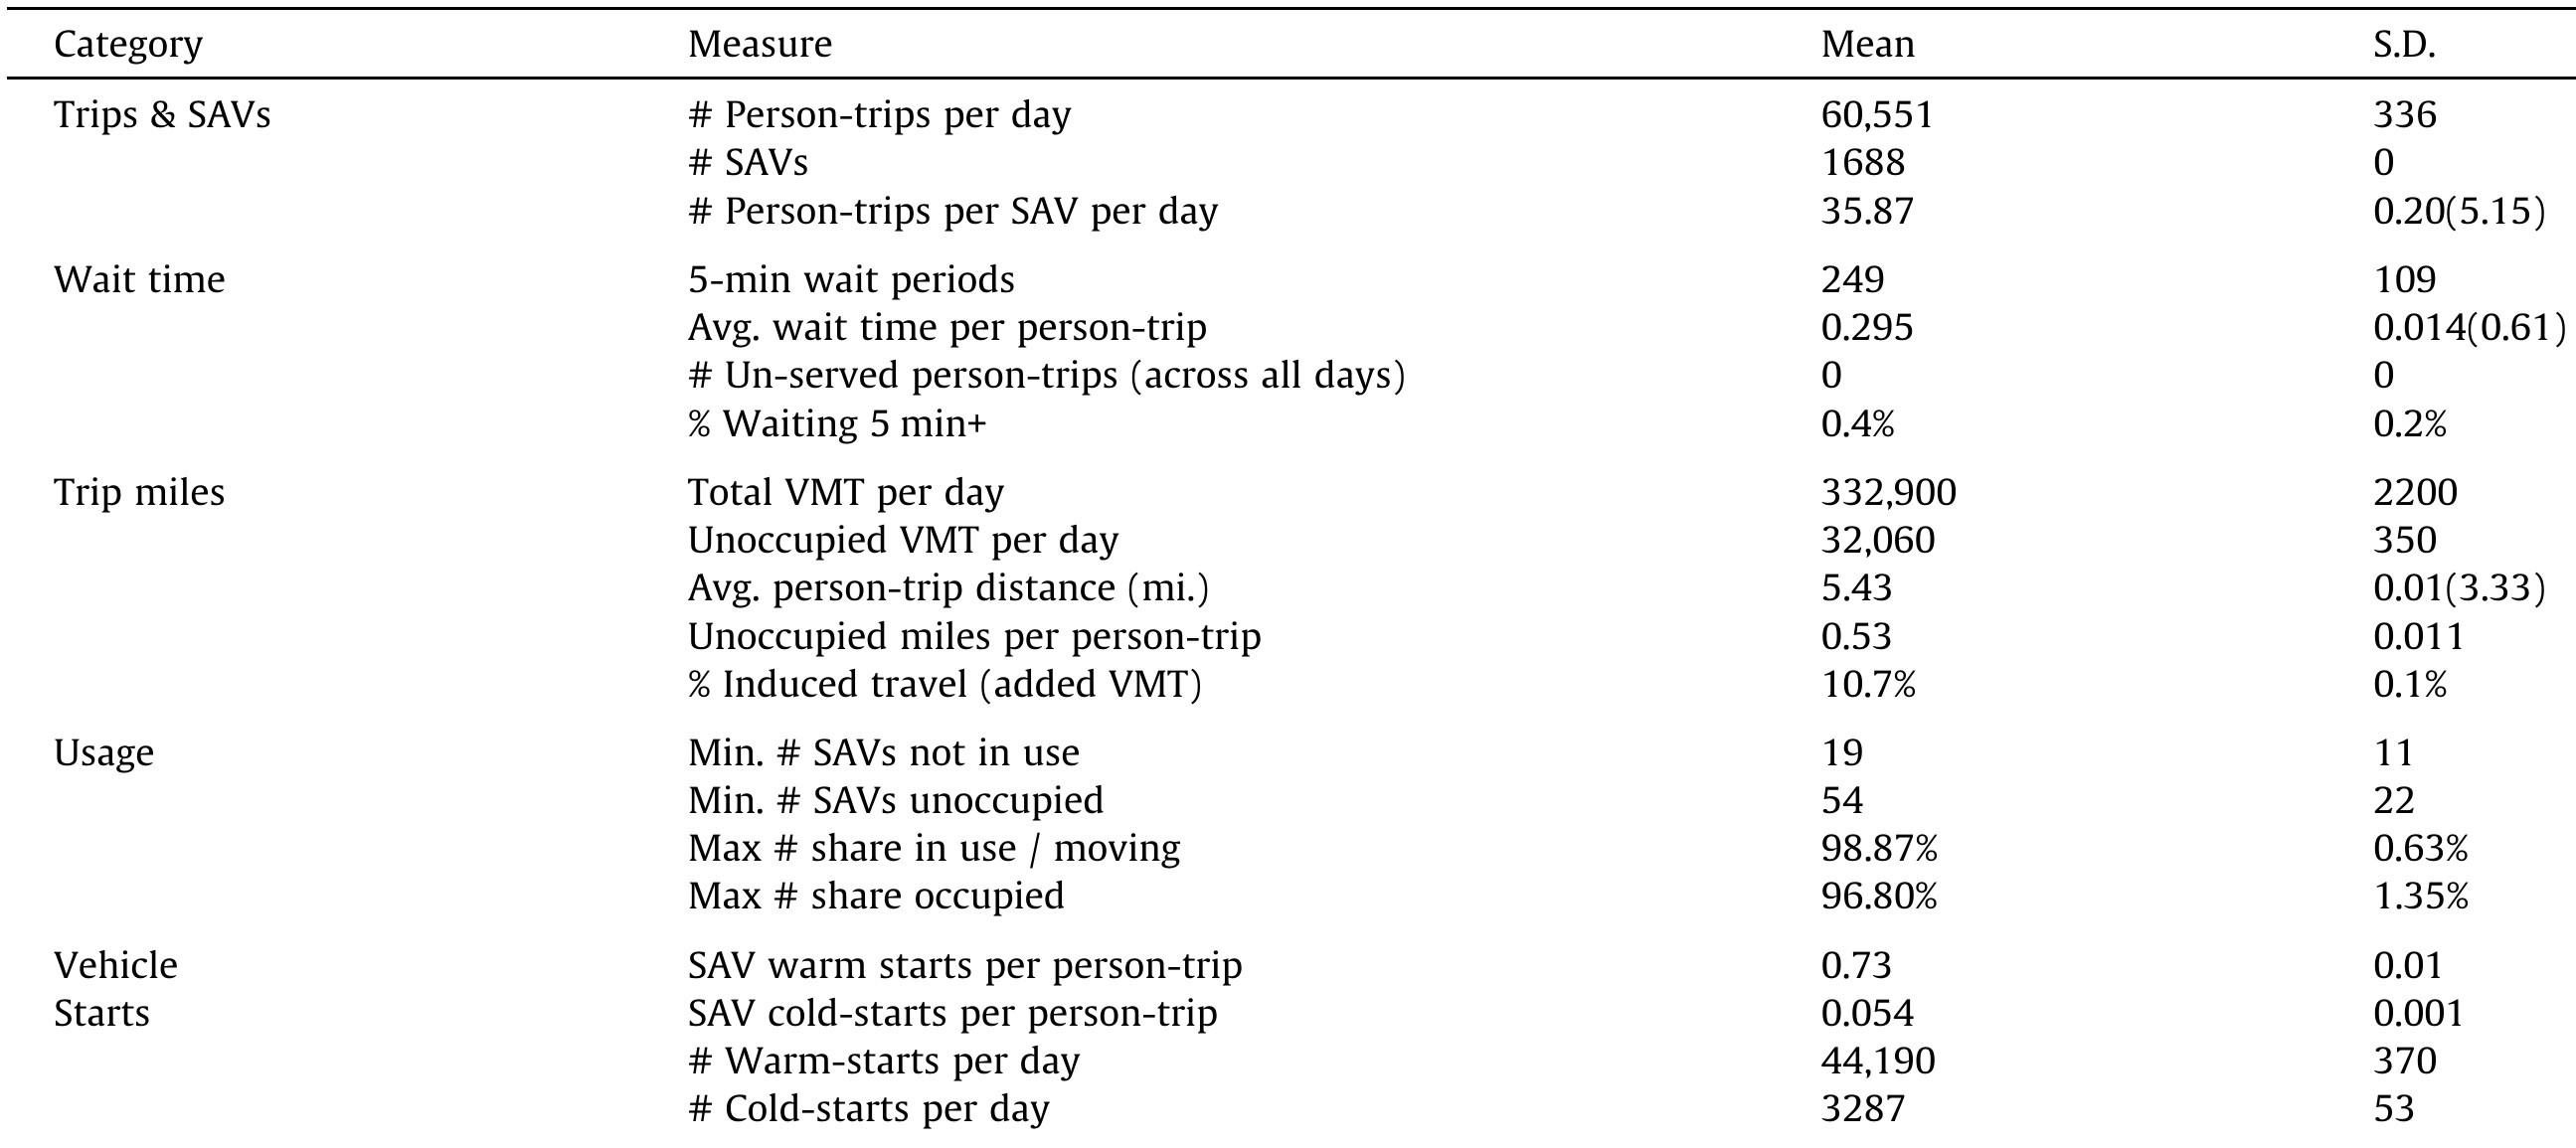 Category Measure Mean S.D.
Trips & SAVs # Person-trips per day 60,551 336
# SAVs 1688 0
# Person-trips per SAV per day 35.87 0.20(5.15)
Wait time 5-min wait periods 249 109
Avg. wait time per person-trip 0.295 0.014(0.61)
# Un-served person-trips (across all days) 0 0
% Waiting 5 min+ 0.4% 0.2%
Trip miles Total VMT per day 332,900 2200
Unoccupied VMT per day 32,060 350
Avg. person-trip distance (mi.) 5.43 0.01(3.33)
Unoccupied miles per person-trip 0.53 0.011
% Induced travel (added VMT) 10.7% 0.1%
Usage Min. # SAVs not in use 19 11
Min. # SAVs unoccupied 54 22
Max # share in use / moving 98.87% 0.63%
Max # share occupied 96.80% 1.35%
Vehicle SAV warm starts per person-trip 0.73 0.01
Starts SAV cold-starts per person-trip 0.054 0.001
# Warm-starts per day 44,190 370
# Cold-starts per day 3287 53